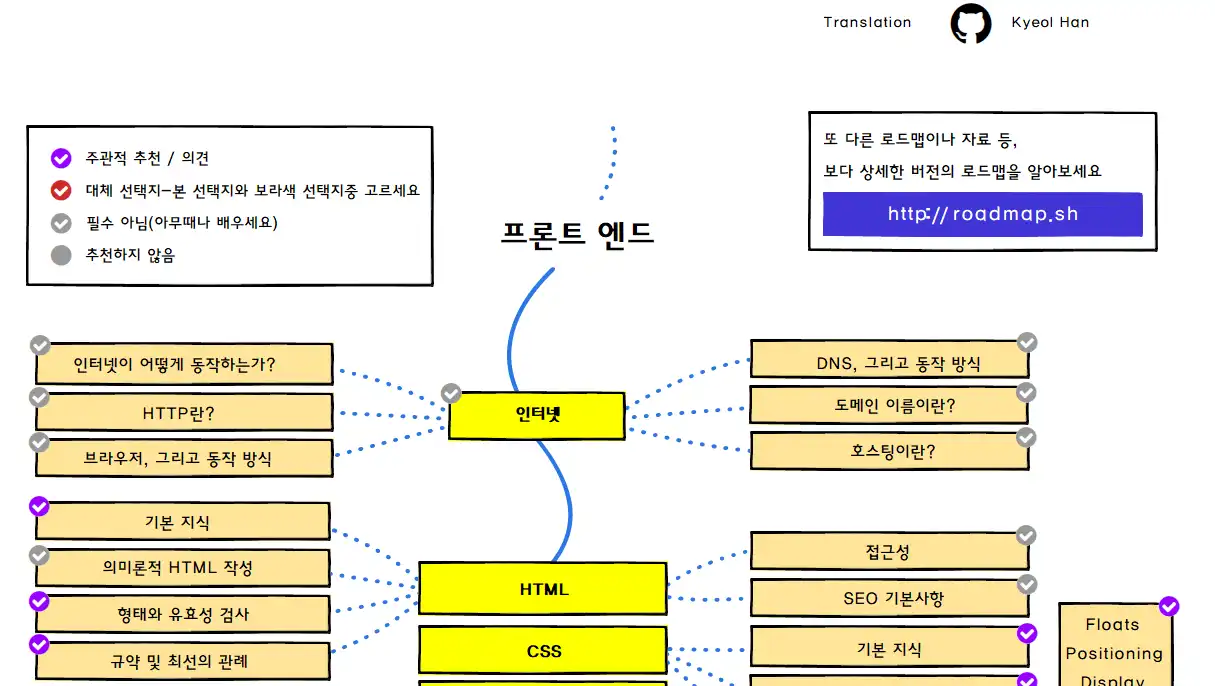 Translation
Kyeol Han
주관적 추천 / 의견
대체 선택지-본 선택지와 보라색 선택지중 고르세요
필수 아님(아무때나 배우세요)
추천하지 않음
또 다른 로드맵이나 자료 등,
보다 상세한 버전의 로드맵을 알아보세요
http://roadmap.sh
프론트 엔드
인터넷이 어떻게 동작하는가?
HTTP란?
브라우저, 그리고 동작 방식
인터넷
DNS, 그리고 동작 방식
도메인 이름이란?
호스팅이란?
기본 지식
의미론적 HTML 작성
형태와 유효성 검사
규약 및 최선의 관례
HTML
접근성
SEO 기본사항
CSS
기본 지식
Floats
Positioning
Display